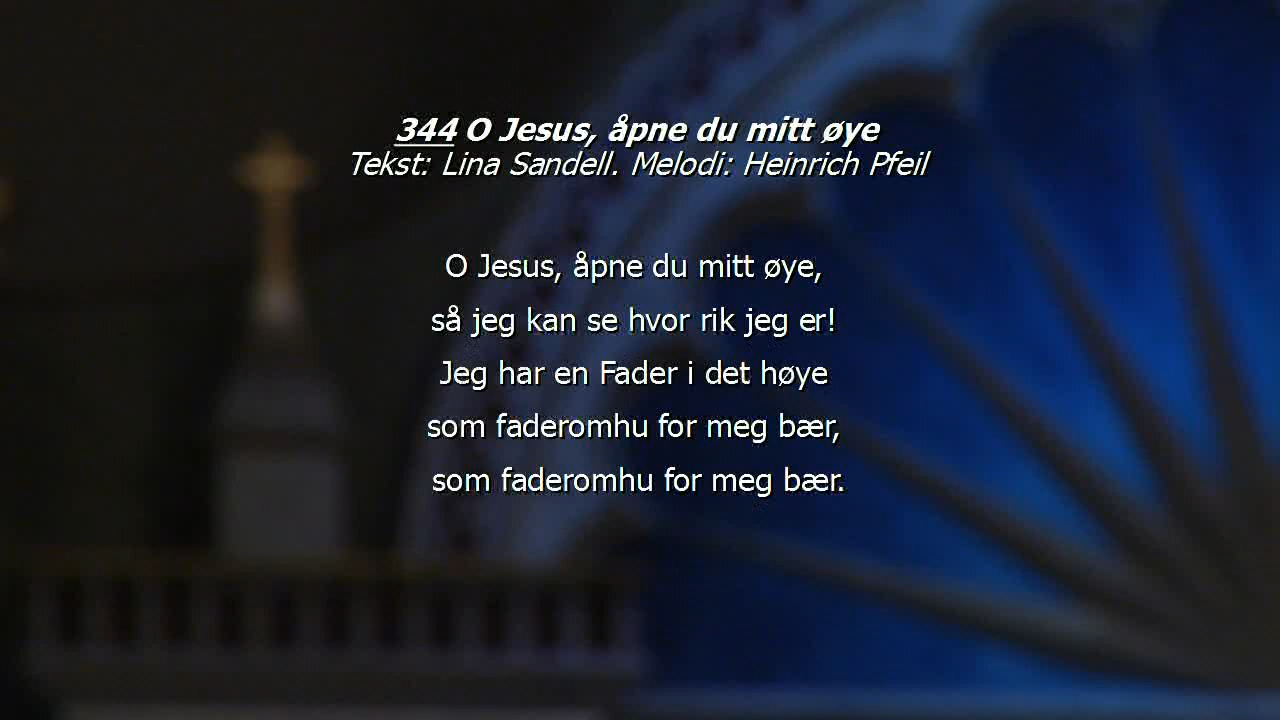 344 O Jesus, åpne du mitt øye
Tekst: Lina Sandell. Melodi: Heinrich Pfeil
O Jesus, åpne du mitt øye,
så jeg kan se hvor rik jeg er!
Jeg har en Fader i det høye
som faderomhu for meg bær,
som faderomhu for meg bær.